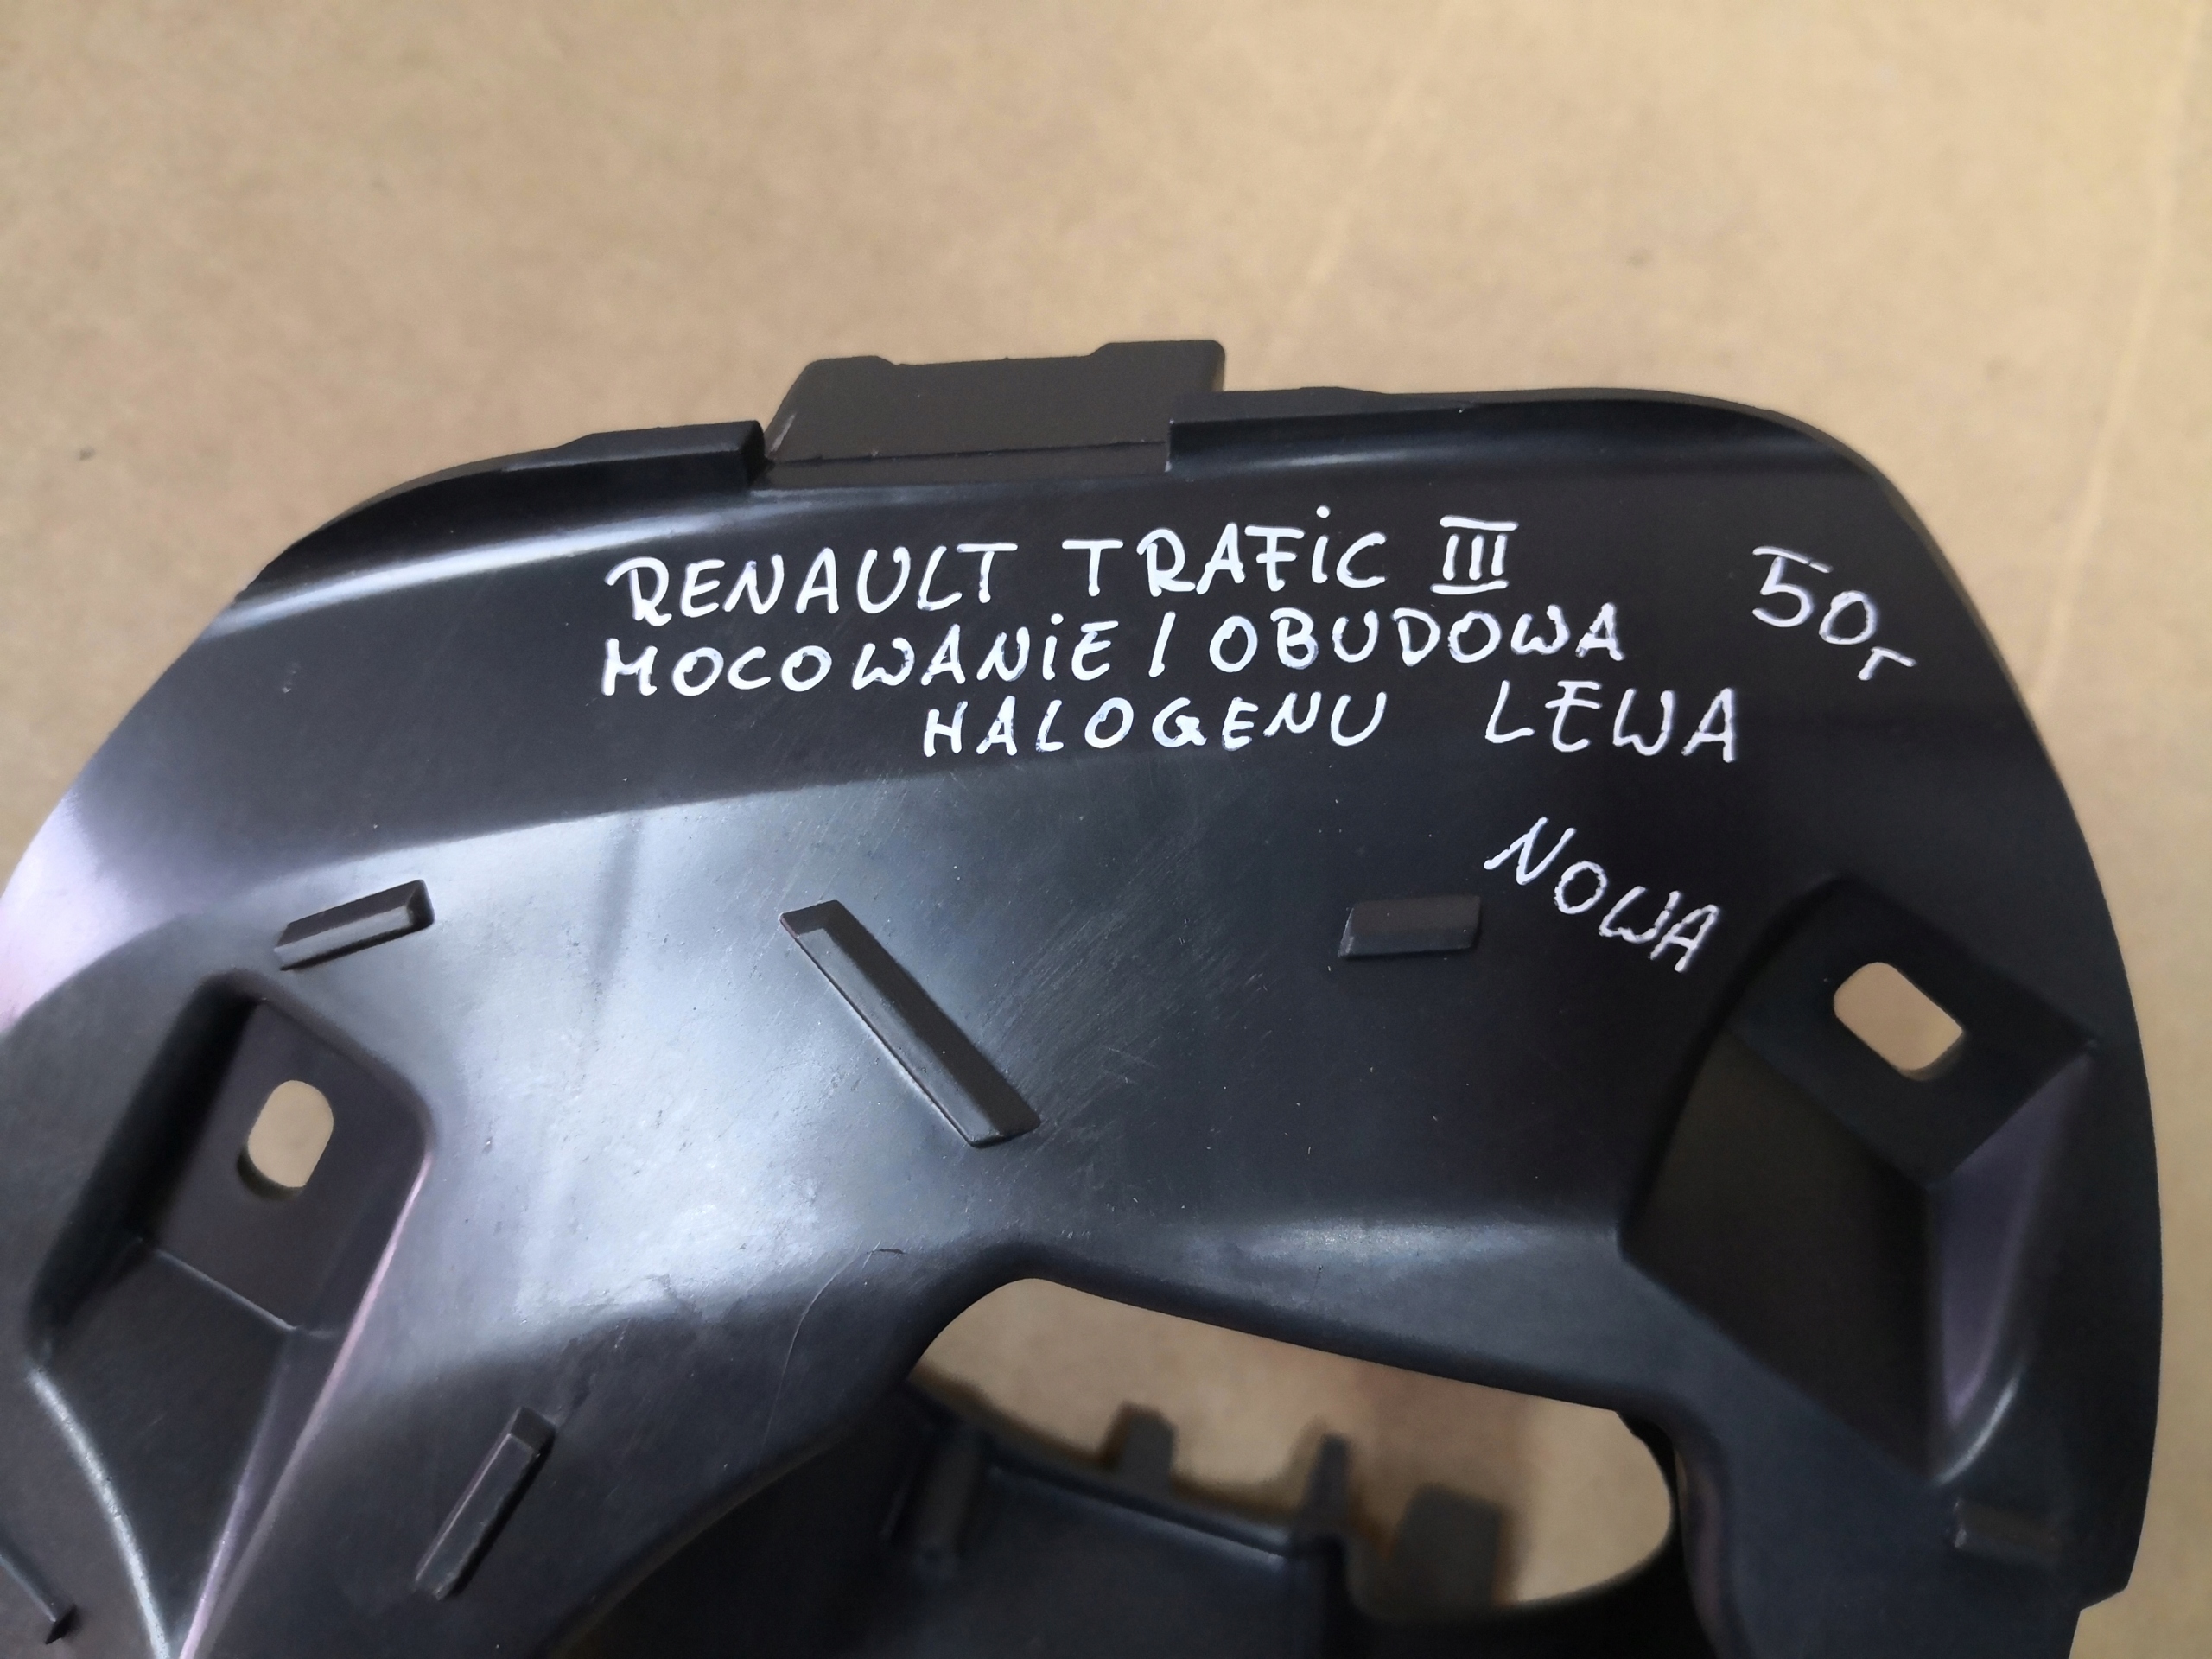 RENAULT TRAFIC III
MOCOWANIE / OBUDOWA
HALOGENU LEWA
50r
NOWA